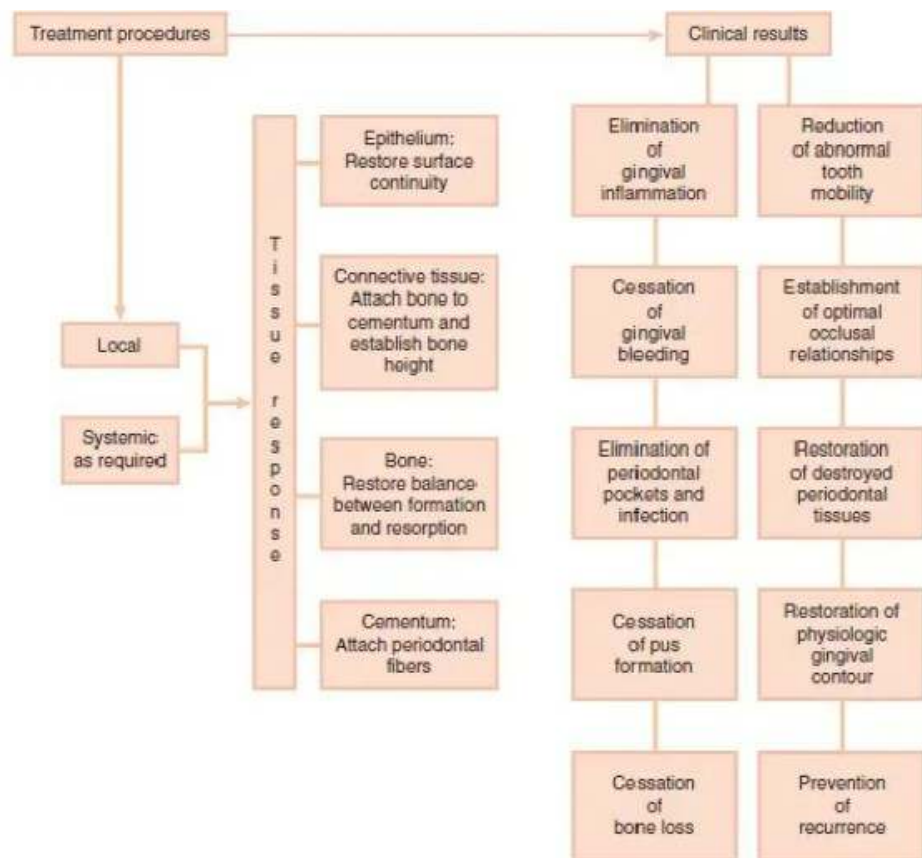 Treatment procedures
Clinical results
Local
Systemic
as required
Tissue response
Epithelium:
Restore surface
continuity
Connective tissue:
Attach bone to
cementum and
establish bone
height
Bone:
Restore balance
between formation
and resorption
Cementum:
Attach periodontal
fibers
Elimination
of
gingival
inflammation
Cessation
of
gingival
bleeding
Elimination of
periodontal
pockets and
infection
Cessation
of pus
formation
Cessation
of
bone loss
Reduction
of abnormal
tooth
mobility
Establishment
of optimal
occlusal
relationships
Restoration
of destroyed
periodontal
tissues
Restoration of
physiologic
gingival
contour
Prevention
of
recurrence